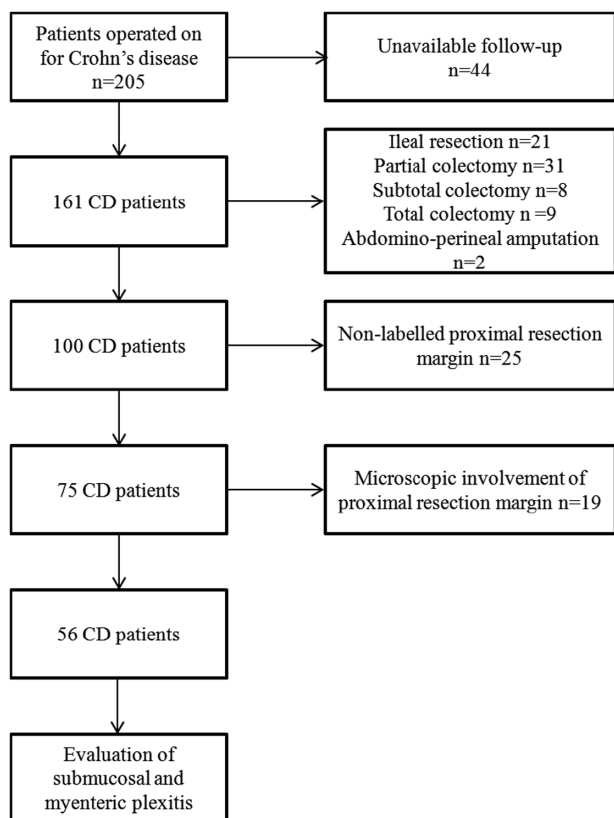 Patients operated on
for Crohn's disease
n=205
Unavailable follow-up
n=44
161 CD patients
Ileal resection n=21
Partial colectomy n=31
Subtotal colectomy n=8
Total colectomy n =9
Abdomino-perineal amputation
n=2
100 CD patients
Non-labelled proximal resection
margin n=25
75 CD patients
Microscopic involvement of
proximal resection margin n=19
56 CD patients
Evaluation of
submucosal and
myenteric plexitis